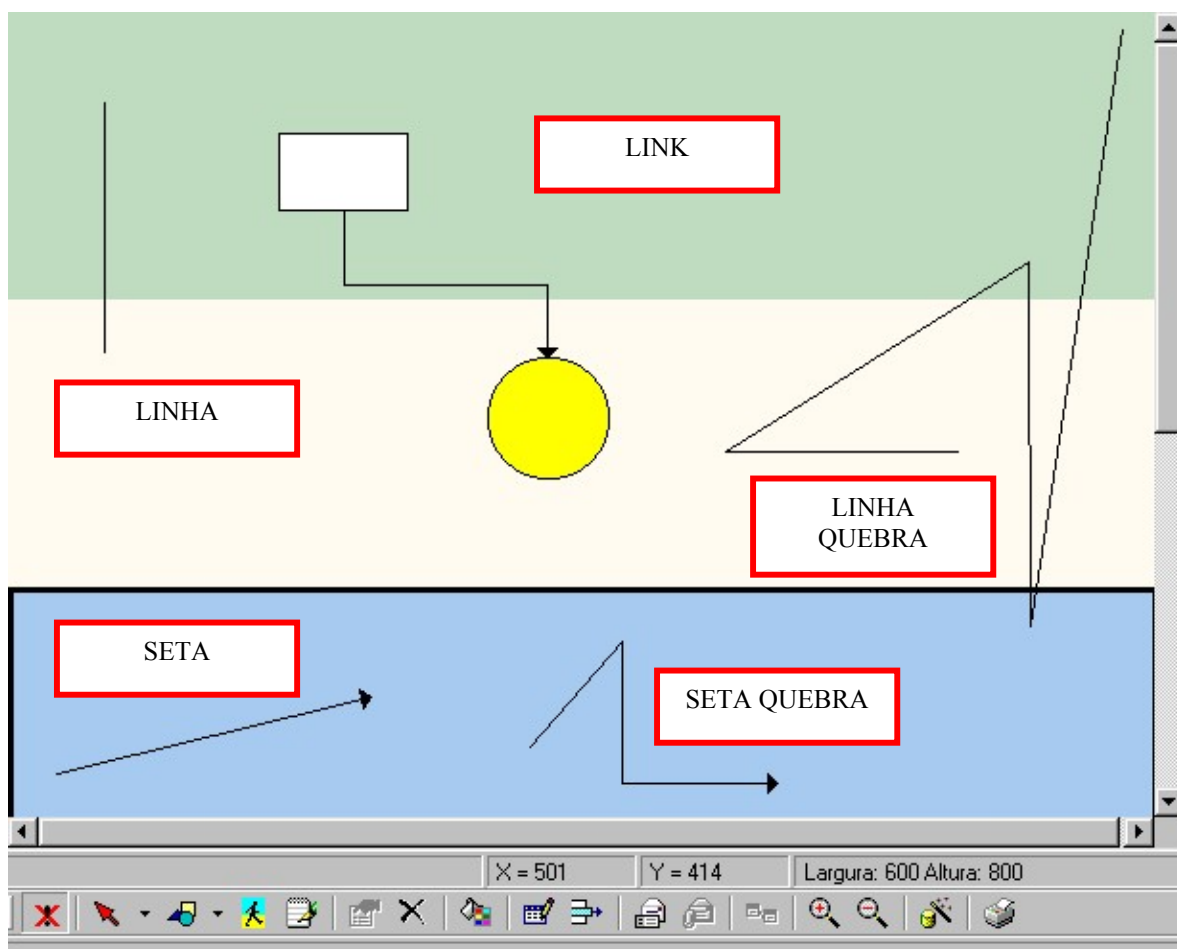 LINK
LINHA
LINHA
QUEBRA
SETA
SETA QUEBRA
X = 501
Y = 414
Largura: 600 Altura: 800